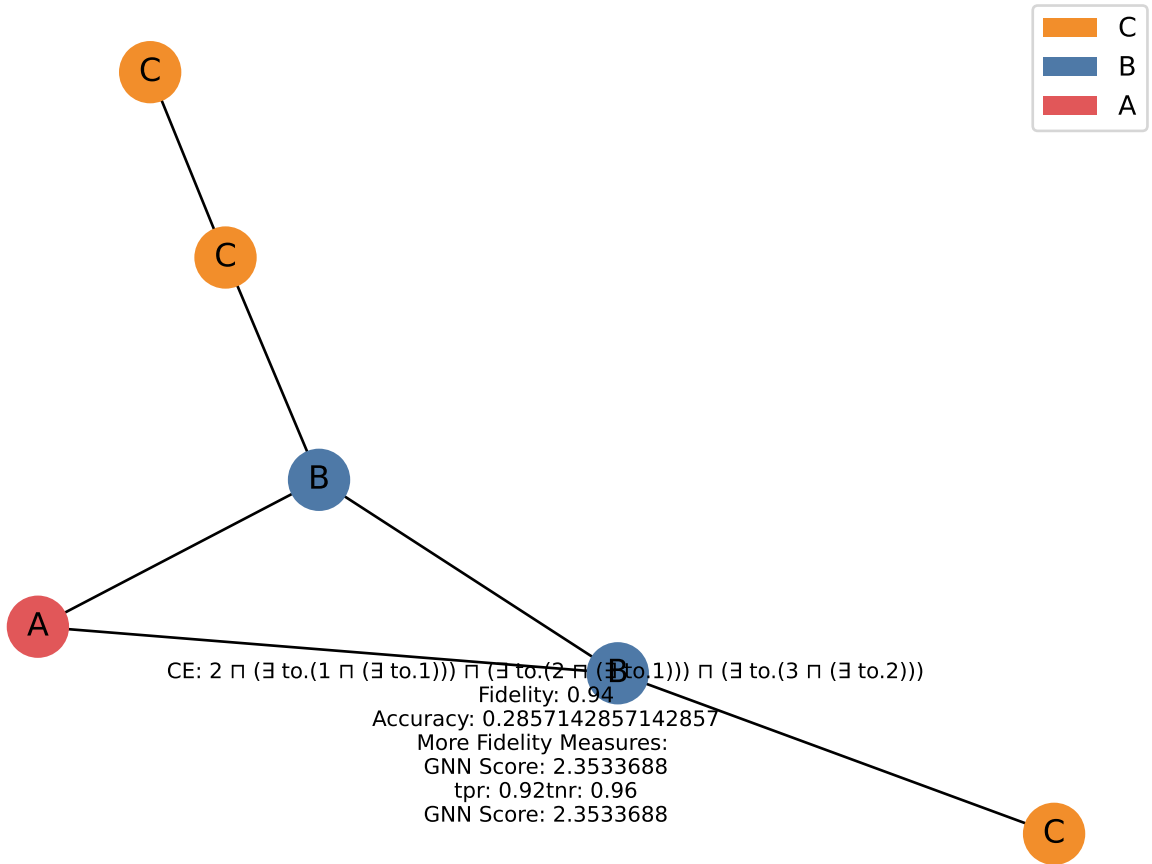 C
C
B
A
C
C
B
A
B
CE: 2 ⊓ (∃ to.(1 ⊓ (∃ to.1))) ⊓ (∃ to.(2 ⊓ (∃ to.1))) ⊓ (∃ to.(3 ⊓ (∃ to.2)))
Fidelity: 0.94
Accuracy: 0.2857142857142857
More Fidelity Measures:
GNN Score: 2.3533688
tpr: 0.92tnr: 0.96
GNN Score: 2.3533688
C